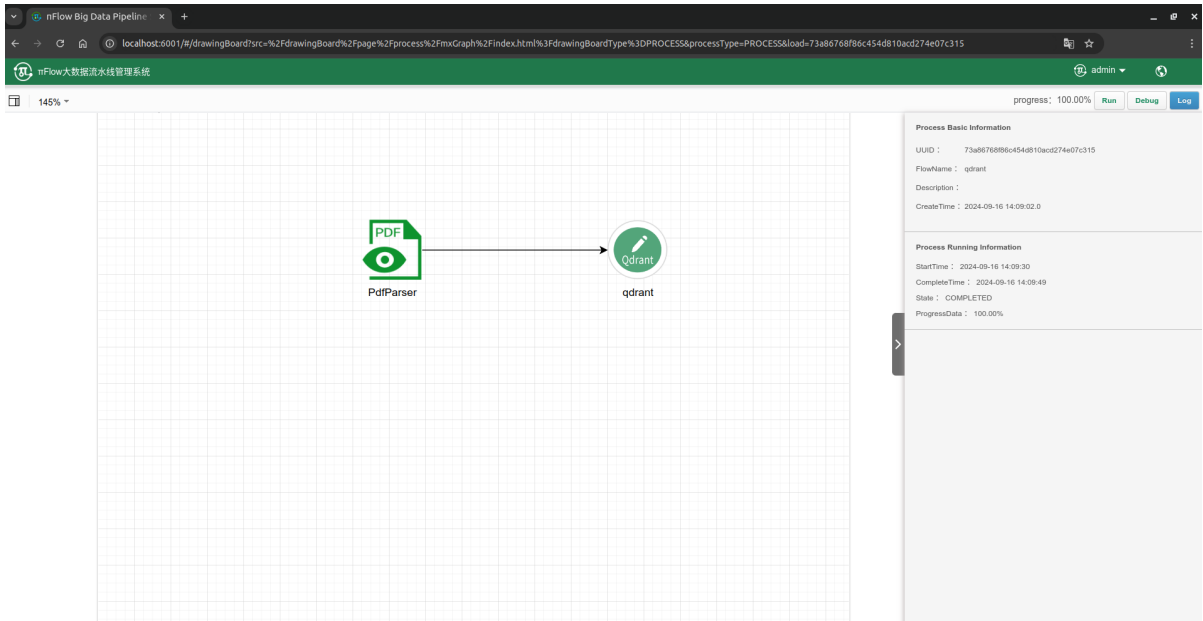 πFlow Big Data Pipeline
localhost:6001/#/drawingBoard?src=%2FdrawingBoard%2Fpage%2Fprocess%2FmxGraph%2Findex.html%3FdrawingBoardType%3DPROCESS&processType=PROCESS&load=73a86768f86c454d810acd274e07c315
πFlow大数据流水线管理系统
admin
145%
progress: 100.00% Run Debug Log
Process Basic Information
UUID： 73a86768f86c454d810acd274e07c315
FlowName： qdrant
Description：
CreateTime： 2024-09-16 14:09:02.0
PDF
Qdrant
PdfParser
qdrant
Process Running Information
StartTime： 2024-09-16 14:09:30
CompleteTime： 2024-09-16 14:09:49
State： COMPLETED
ProgressData： 100.00%